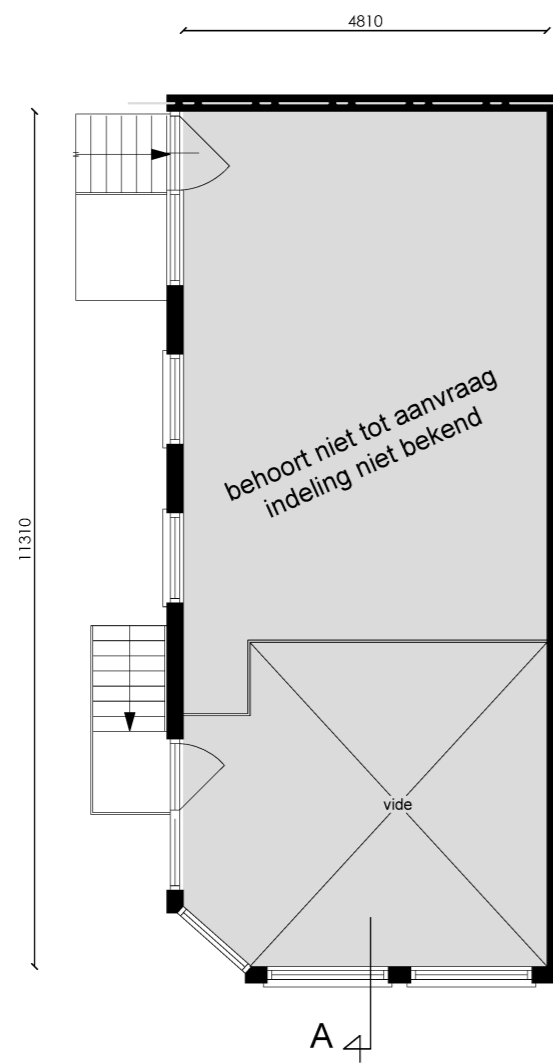 4810
behoort niet tot aanvraag
indeling niet bekend
11310
vide
A